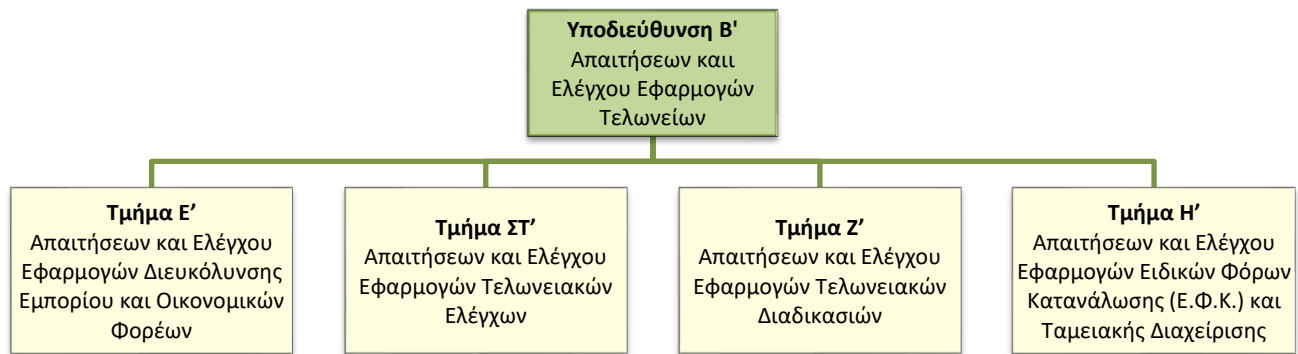 Υποδιεύθυνση Β'
Απαιτήσεων καιι
Ελέγχου Εφαρμογών
Τελωνείων
Τμήμα Ε’
Απαιτήσεων και Ελέγχου
Εφαρμογών Διευκόλυνσης
Εμπορίου και Οικονομικών
Φορέων
Τμήμα ΣΤ’
Απαιτήσεων και Ελέγχου
Εφαρμογών Τελωνειακών
Ελέγχων
Τμήμα Ζ’
Απαιτήσεων και Ελέγχου
Εφαρμογών Τελωνειακών
Διαδικασιών
Τμήμα Η’
Απαιτήσεων και Ελέγχου
Εφαρμογών Ειδικών Φόρων
Κατανάλωσης (Ε.Φ.Κ.) και
Ταμειακής Διαχείρισης